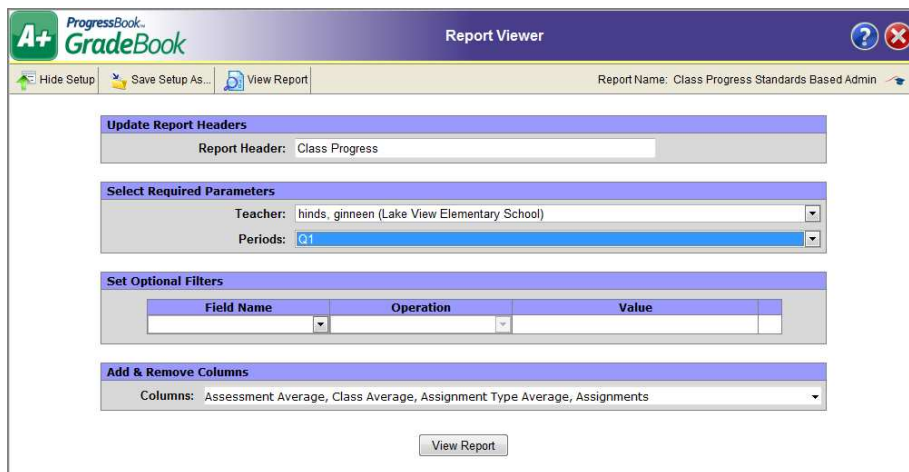 A+ ProgressBook™
GradeBook
Report Viewer
?
Hide Setup
Save Setup As...
View Report
Report Name: Class Progress Standards Based Admin
Update Report Headers
Report Header: Class Progress
Select Required Parameters
Teacher: hinds, ginneen (Lake View Elementary School)
Periods: Q1
Set Optional Filters
Field Name Operation Value
Add & Remove Columns
Columns: Assessment Average, Class Average, Assignment Type Average, Assignments
View Report